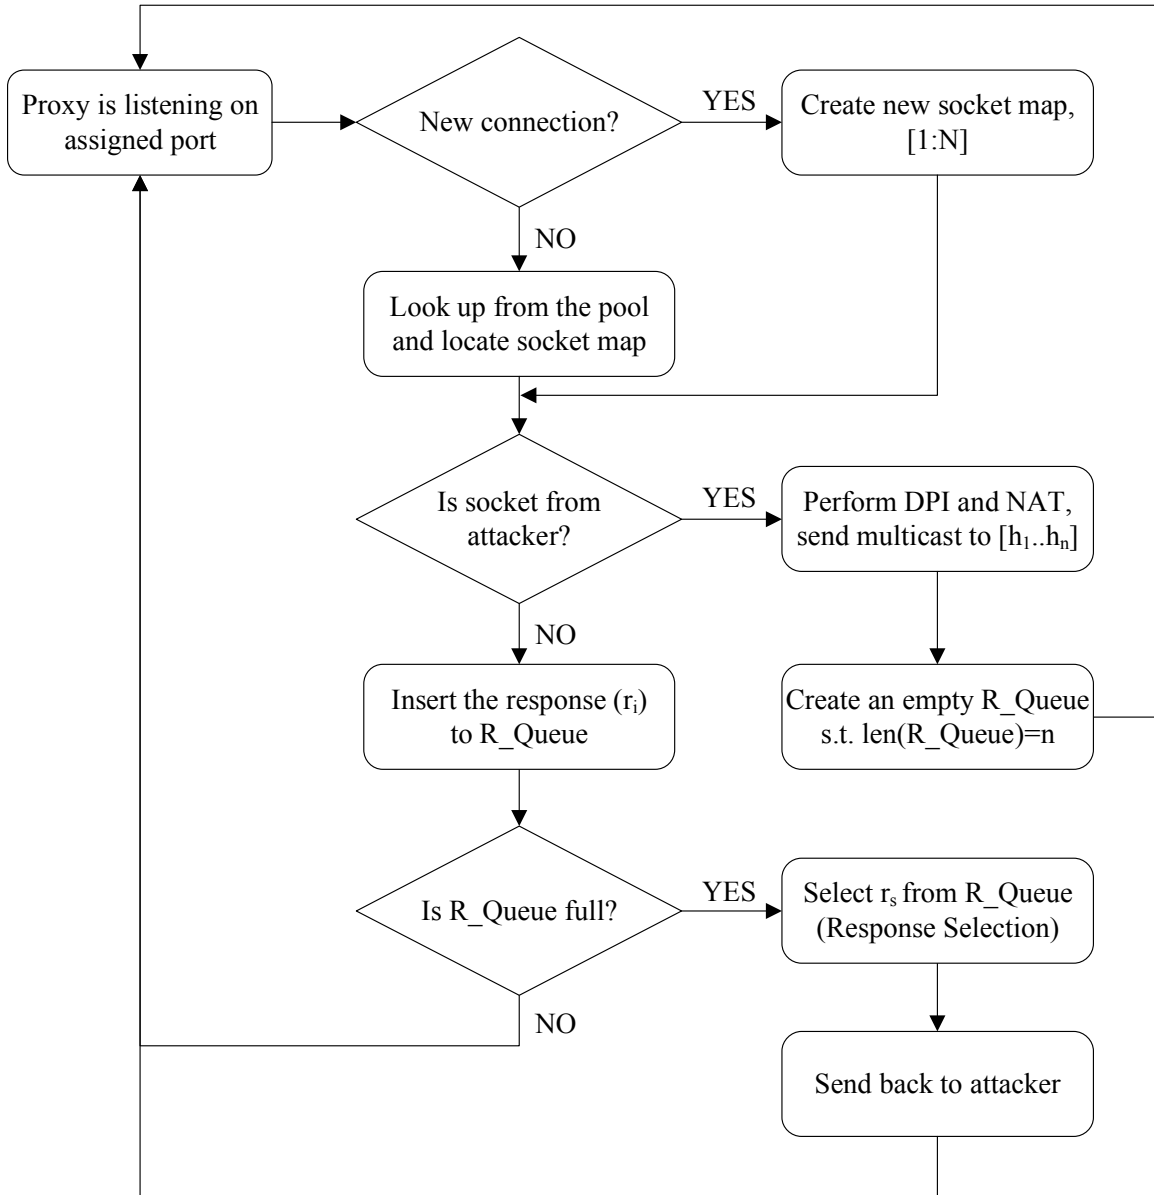 Proxy is listening on
assigned port
New connection?
YES
Create new socket map,
[1:N]
NO
Look up from the pool
and locate socket map
Is socket from
attacker?
YES
Perform DPI and NAT,
send multicast to [h₁..hₙ]
NO
Insert the response (rᵢ)
to R_Queue
Create an empty R_Queue
s.t. len(R_Queue)=n
Is R_Queue full?
YES
Select rₛ from R_Queue
(Response Selection)
NO
Send back to attacker